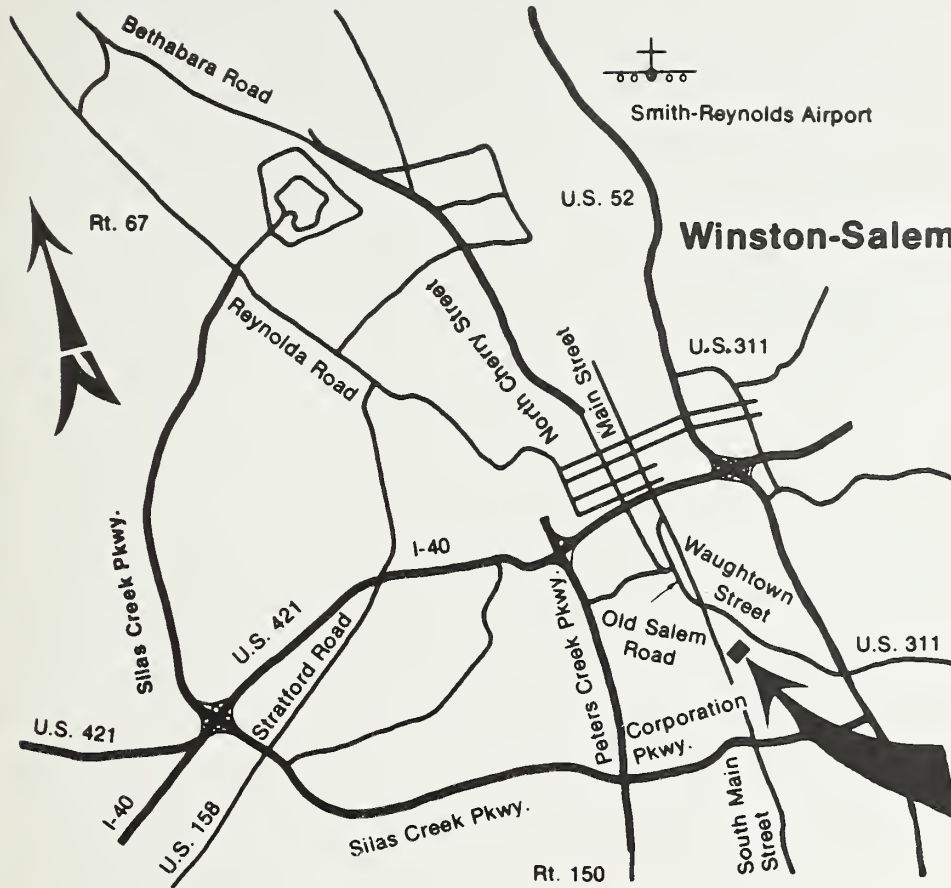 Bethabara Road
Smith-Reynolds Airport
U.S. 52
Rt. 67
Winston-Salem
Reynolda Road
North Cherry Street
Main Street
U.S.311
Silas Creek Pkwy.
I-40
U.S. 421
Stratford Road
Peters Creek Pkwy.
Waughtown
Street
Old Salem
Road
U.S. 311
U.S. 421
Corporation
Pkwy.
I-40
U.S. 158
Silas Creek Pkwy.
South Main
Street
Rt. 150